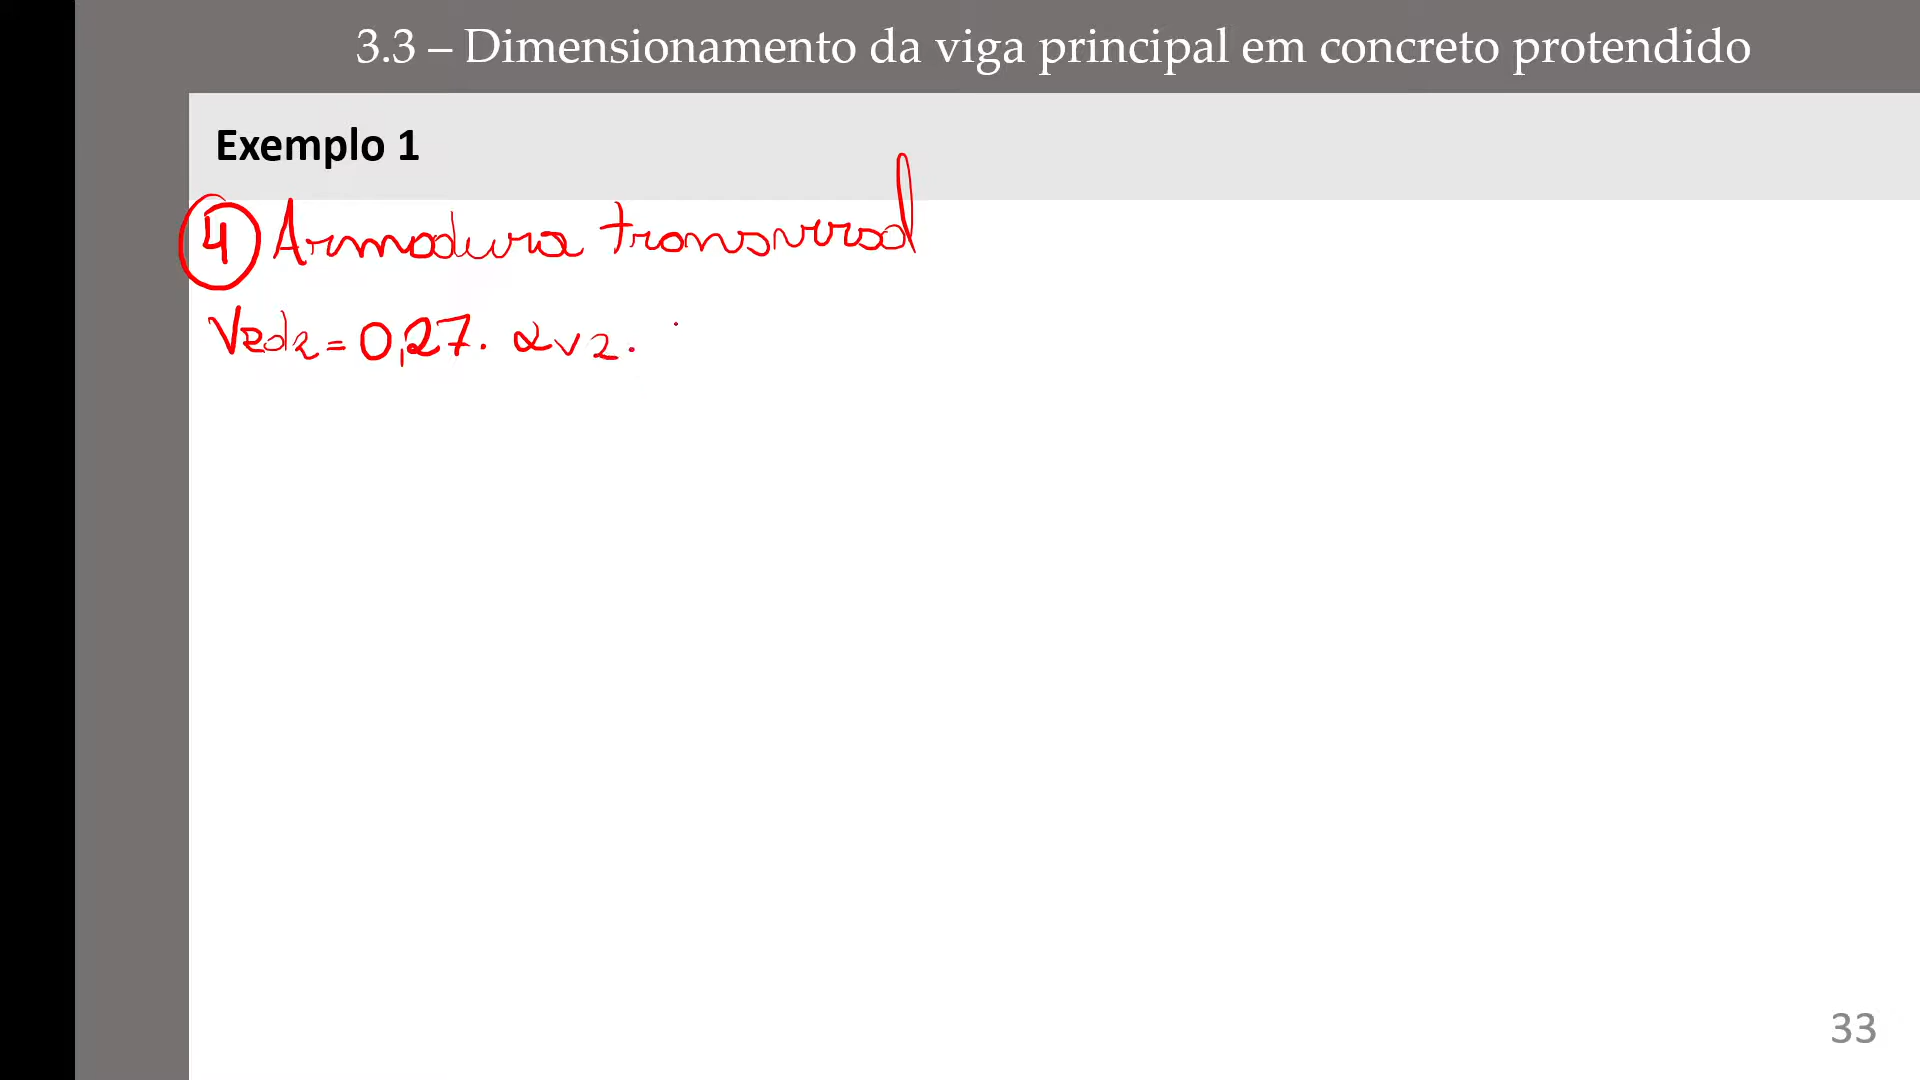 3.3 – Dimensionamento da viga principal em concreto protendido
Exemplo 1
4 Armadura transversal
VRd2 = 0,27. αv2.
33